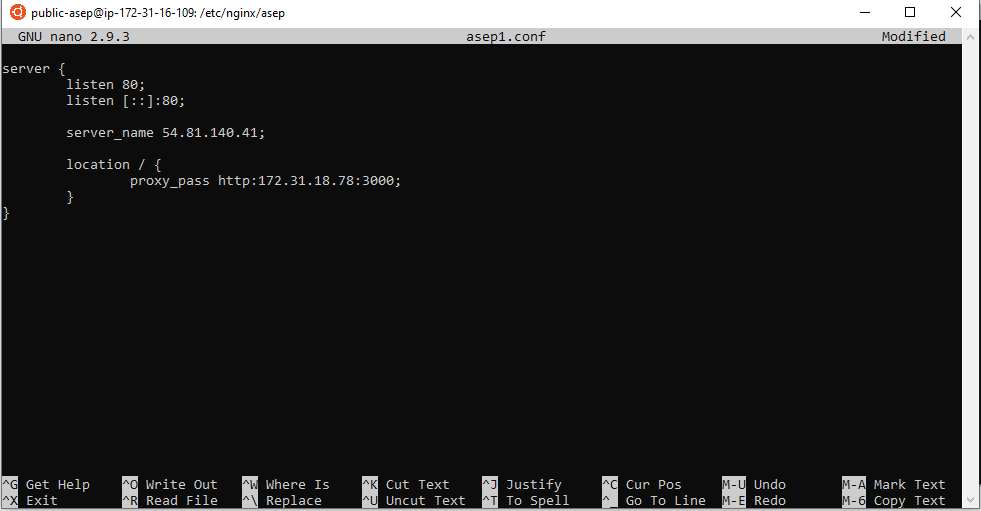 public-asep@ip-172-31-16-109: /etc/nginx/asep
GNU nano 2.9.3 asep1.conf Modified
server {
listen 80;
listen [::]:80;
server_name 54.81.140.41;
location / {
proxy_pass http:172.31.18.78:3000;
}
}
^G Get Help ^O Write Out ^W Where Is ^K Cut Text ^J Justify ^C Cur Pos M-U Undo M-A Mark Text
^X Exit ^R Read File ^\ Replace ^U Uncut Text ^T To Spell ^_ Go To Line M-E Redo M-6 Copy Text